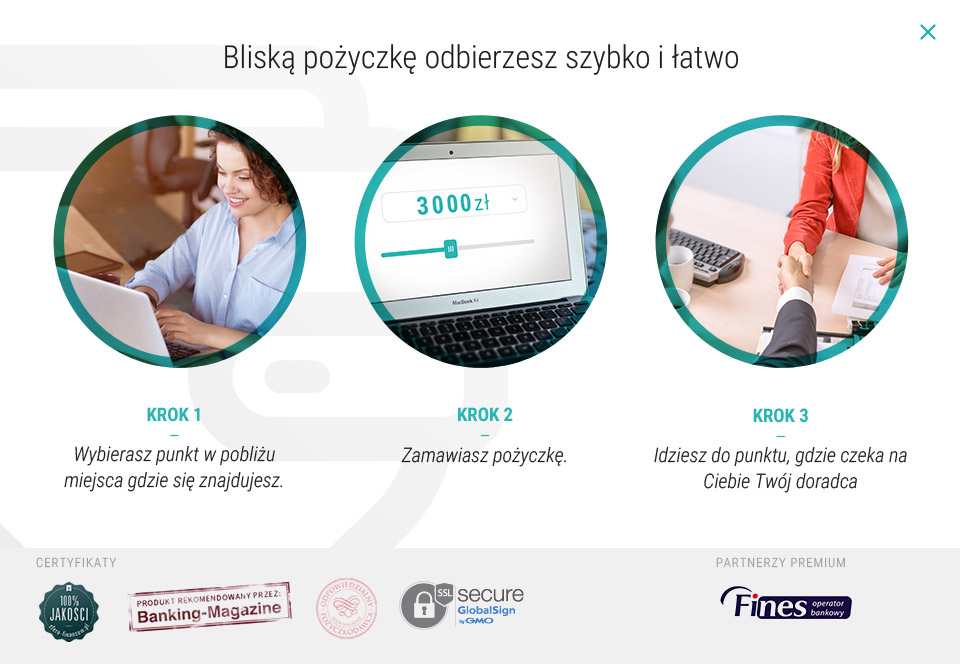 Bliską pożyczkę odbierzesz szybko i łatwo
3000 zł
MacBook Air
KROK 1
Wybierasz punkt w pobliżu
miejsca gdzie się znajdujesz.
KROK 2
Zamawiasz pożyczkę.
KROK 3
Idziesz do punktu, gdzie czeka na
Ciebie Twój doradca
CERTYFIKATY
100%
JAKOŚCI
PRODUKT REKOMENDOWANY PRZEZ:
Banking-Magazine
ODPOWIEDZIALNY
POŻYCZKODAWCA
SSL
secure
GlobalSign
by GMO
PARTNERZY PREMIUM
Fines operator
bankowy